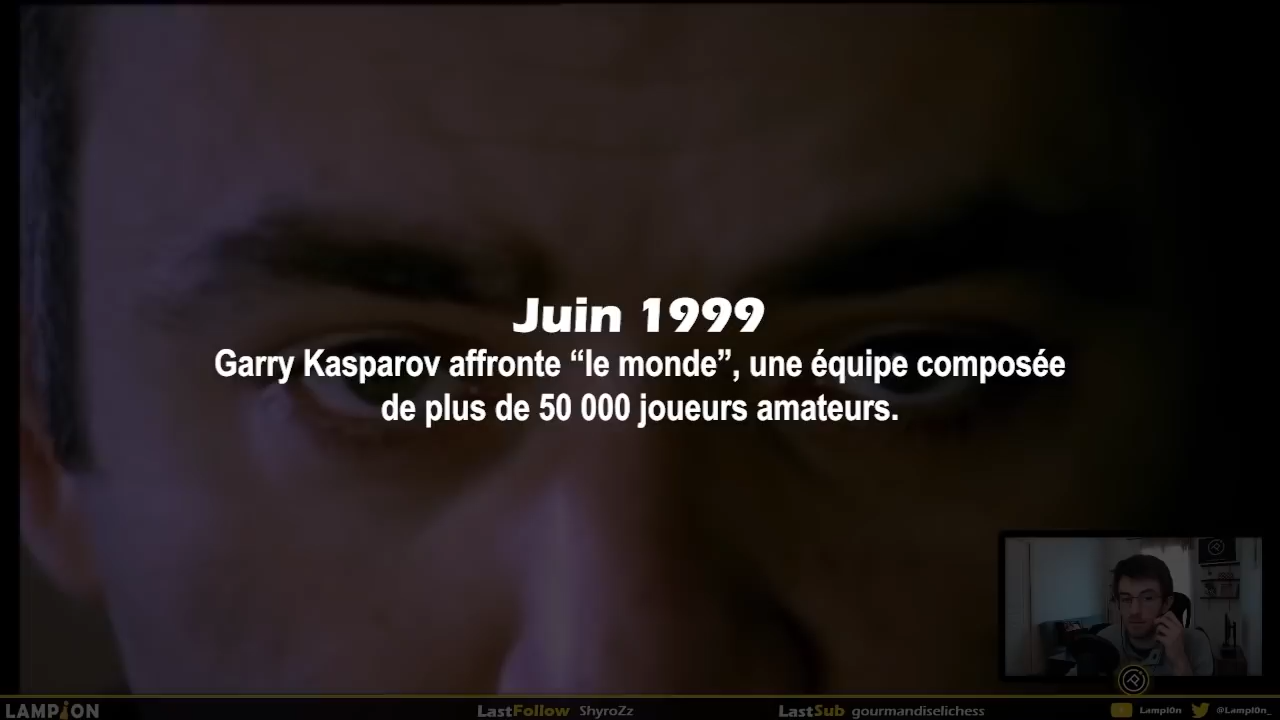 Juin 1999
Garry Kasparov affronte “le monde”, une équipe composée
de plus de 50 000 joueurs amateurs.
LAMPION LastFollow ShyroZz LastSub gourmandiselichess Lampl0n @Lampl0n_